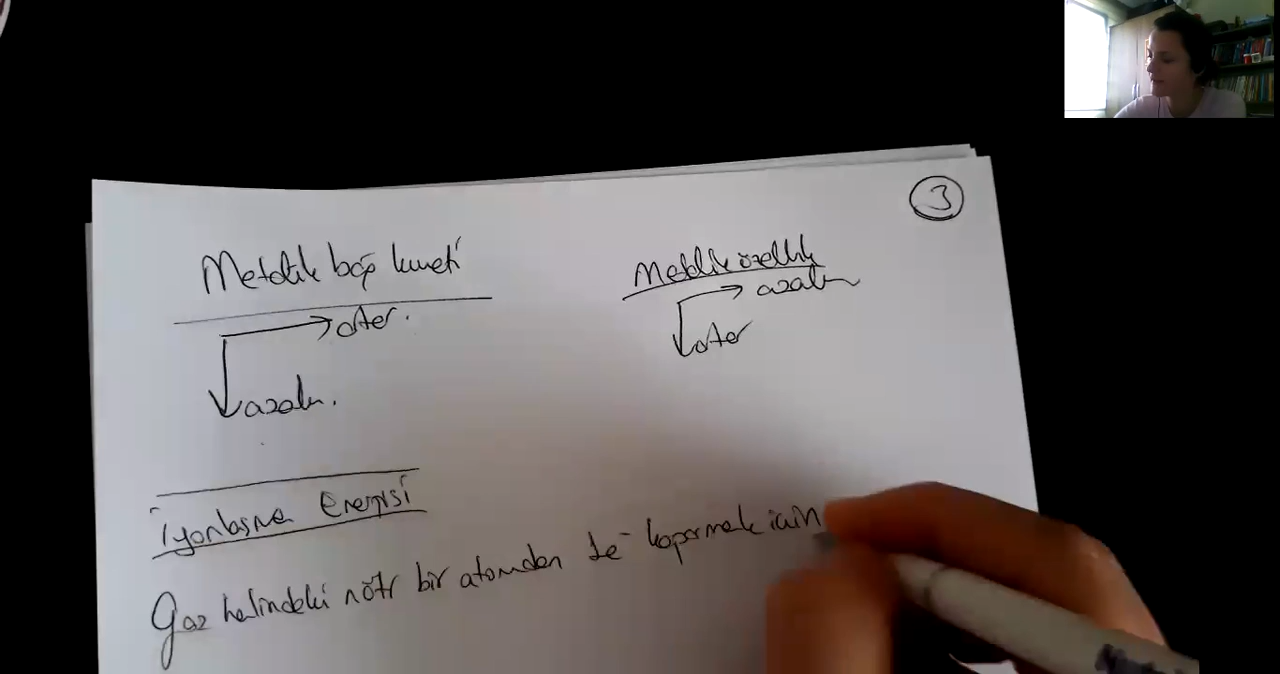 3
Metalik bağ kuveti
artar.
azalır.
Metalik özellik
azalır
artar
İyonlaşma Enerjisi
Gaz halindeki nötr bir atomdan 1e⁻ koparmak için